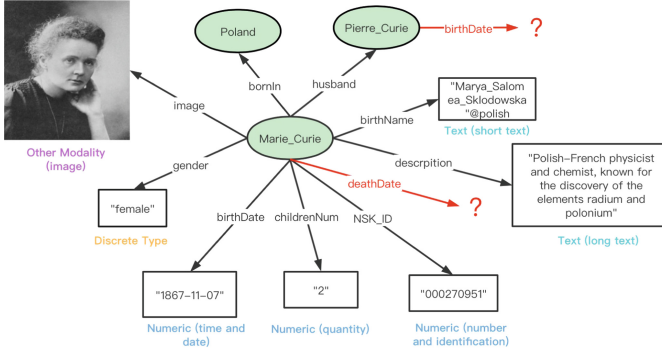 Poland
Pierre_Curie
birthDate
?
bornIn
husband
image
birthName
"Marya_Salom
ea_Sklodowska
"@polish
Text (short text)
Marie_Curie
Other Modality
(image)
gender
descrpition
"Polish-French physicist
and chemist, known for
the discovery of the
elements radium and
polonium"
Text (long text)
deathDate
?
"female"
Discrete Type
birthDate
childrenNum
NSK_ID
"1867-11-07"
"2"
"000270951"
Numeric (time and
date)
Numeric (quantity)
Numeric (number
and identification)